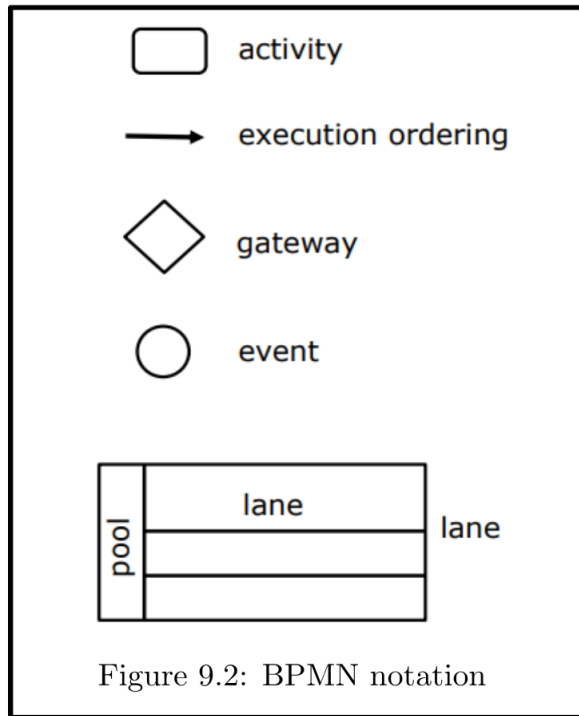 activity
execution ordering
gateway
event
lane
pool
lane
Figure 9.2: BPMN notation